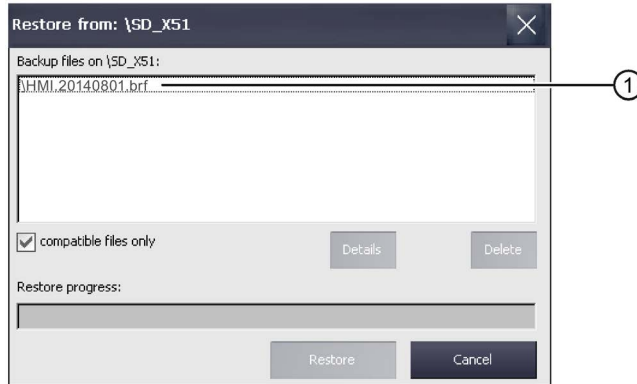 Restore from: \SD_X51
Backup files on \SD_X51:
\HMI.20140801.brf
1
compatible files only
Details
Delete
Restore progress:
Restore
Cancel